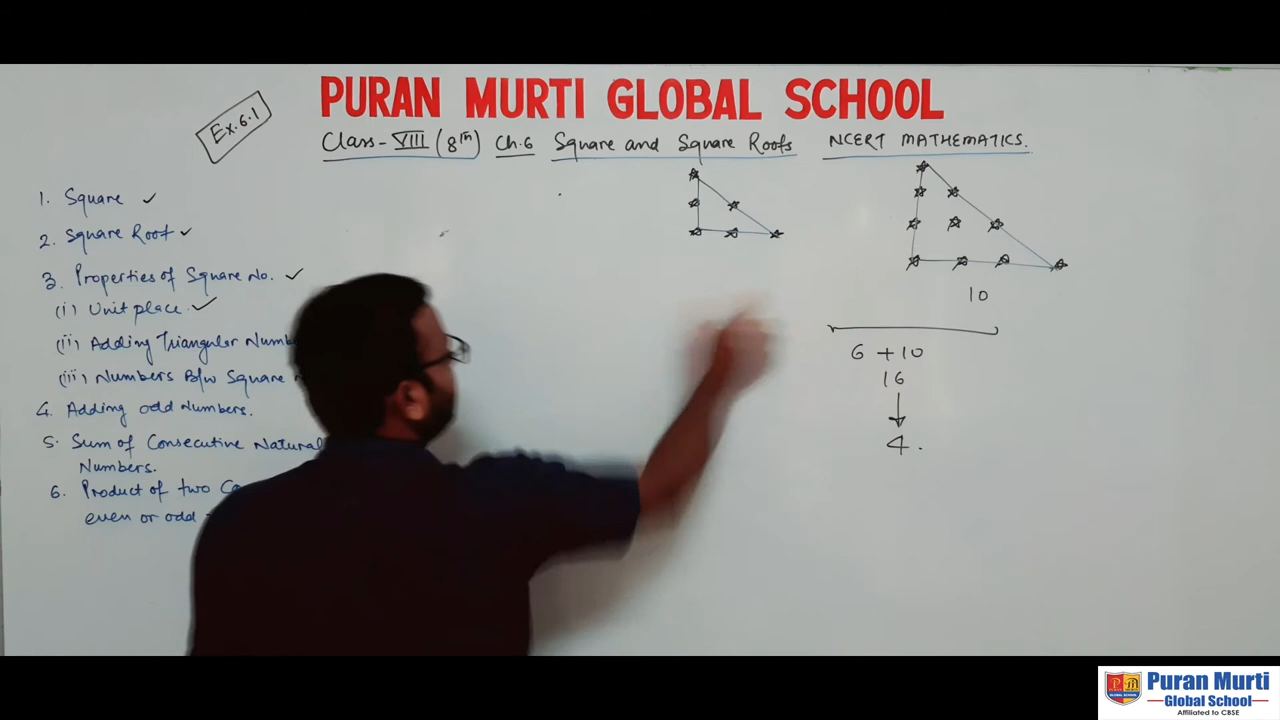 PURAN MURTI GLOBAL SCHOOL
Ex.6.1
Class-VIII (8th) Ch.6 Square and Square Roots NCERT MATHEMATICS.
1. Square ✓
2. Square Root ✓
3. Properties of Square No. ✓
(i) Unit place. ✓
(ii) Adding Triangular
(iii) Numbers B/w Square
4. Adding odd Numbers.
5. Sum of Consecutive Natural
Numbers.
6. Product of two
even or odd
10
6 + 10
16
4.
Puran Murti
Global School
Affiliated to CBSE